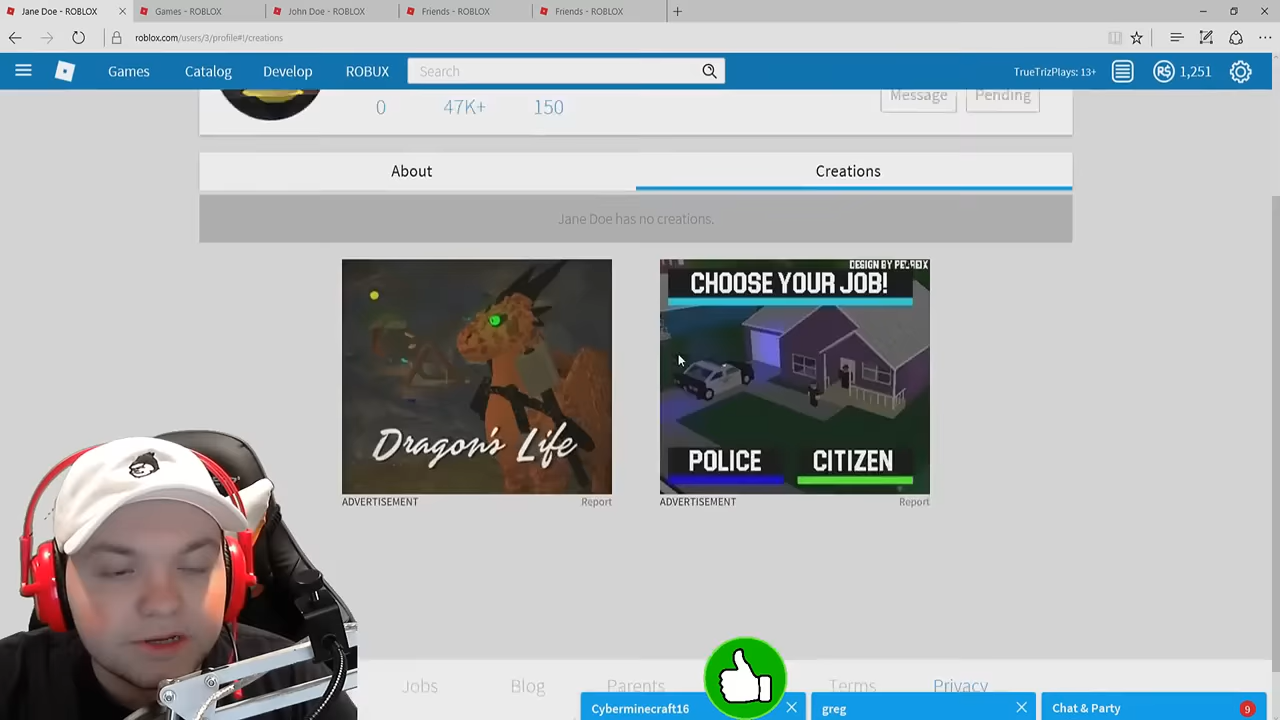 Jane Doe - ROBLOX
Games - ROBLOX
John Doe - ROBLOX
Friends - ROBLOX
Friends - ROBLOX
roblox.com/users/3/profile#!/creations
Games
Catalog
Develop
ROBUX
Search
TrueTrizPlays: 13+
R$ 1,251
0
47K+
150
Message
Pending
About
Creations
Jane Doe has no creations.
Dragon's Life
ADVERTISEMENT
Report
CHOOSE YOUR JOB!
POLICE
CITIZEN
ADVERTISEMENT
Report
Jobs
Blog
Parents
Terms
Privacy
Cyberminecraft16
greg
Chat & Party
9